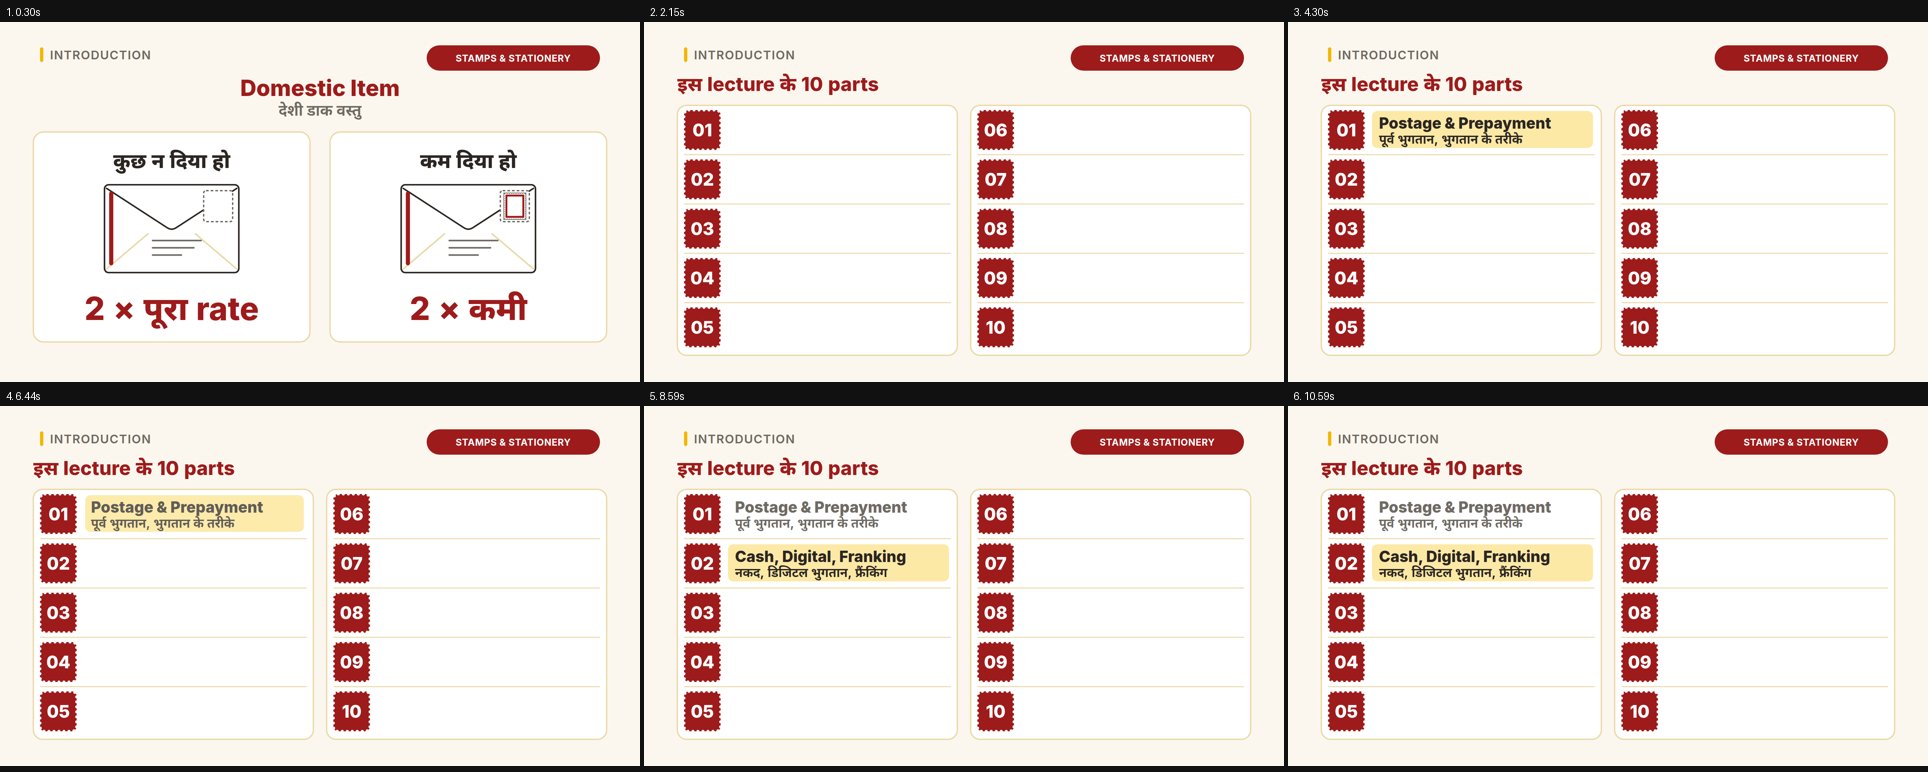 1. 0.30s
INTRODUCTION
STAMPS & STATIONERY
Domestic Item
देशी डाक वस्तु
कुछ न दिया हो
2 × पूरा rate
कम दिया हो
2 × कमी
2. 2.15s
INTRODUCTION
STAMPS & STATIONERY
इस lecture के 10 parts
01
02
03
04
05
06
07
08
09
10
3. 4.30s
INTRODUCTION
STAMPS & STATIONERY
इस lecture के 10 parts
01
Postage & Prepayment
पूर्व भुगतान, भुगतान के तरीके
02
03
04
05
06
07
08
09
10
4. 6.44s
INTRODUCTION
STAMPS & STATIONERY
इस lecture के 10 parts
01
Postage & Prepayment
पूर्व भुगतान, भुगतान के तरीके
02
03
04
05
06
07
08
09
10
5. 8.59s
INTRODUCTION
STAMPS & STATIONERY
इस lecture के 10 parts
01
Postage & Prepayment
पूर्व भुगतान, भुगतान के तरीके
02
Cash, Digital, Franking
नकद, डिजिटल भुगतान, फ्रैंकिंग
03
04
05
06
07
08
09
10
6. 10.59s
INTRODUCTION
STAMPS & STATIONERY
इस lecture के 10 parts
01
Postage & Prepayment
पूर्व भुगतान, भुगतान के तरीके
02
Cash, Digital, Franking
नकद, डिजिटल भुगतान, फ्रैंकिंग
03
04
05
06
07
08
09
10